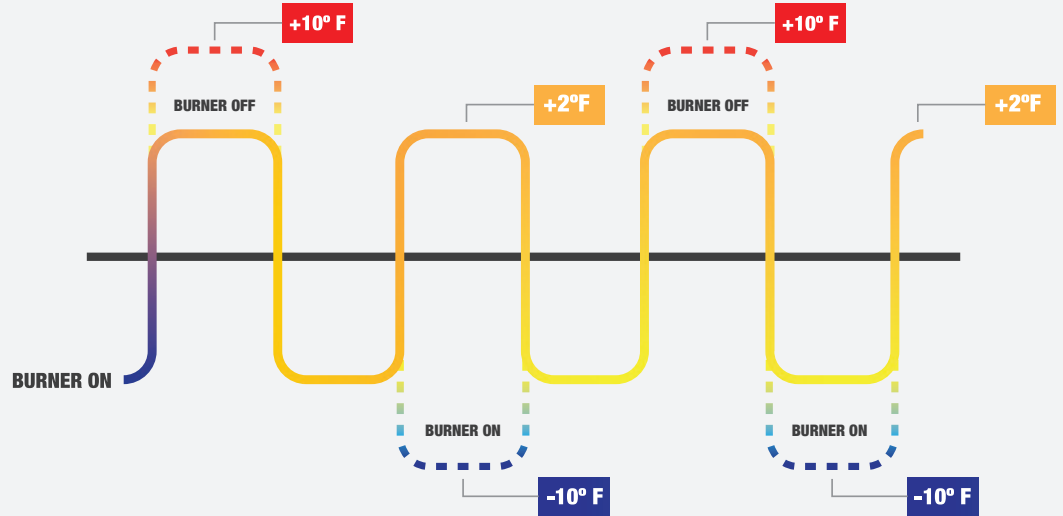 +10º F
+10º F
BURNER OFF
+2ºF
BURNER OFF
+2ºF
BURNER ON
BURNER ON
BURNER ON
-10º F
-10º F